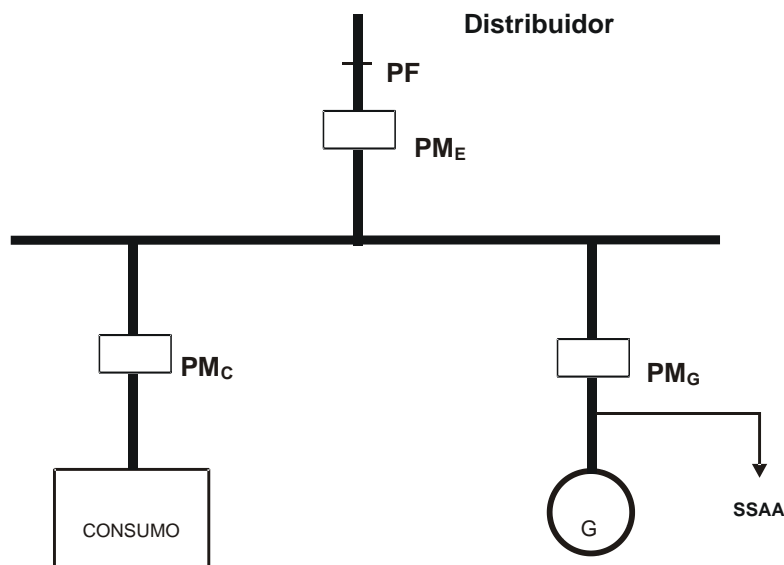 Distribuidor
PF
PME
PMC
PMG
CONSUMO
G
SSAA